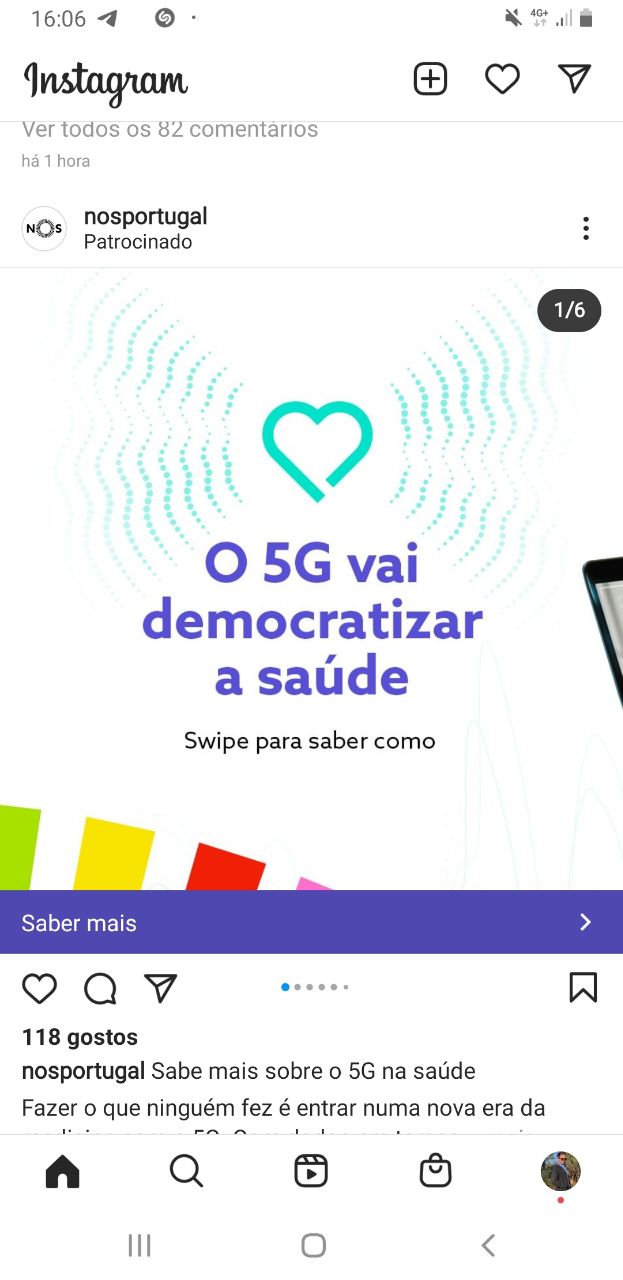 16:06
4G+
Instagram
Ver todos os 82 comentários
há 1 hora
NOS
nosportugal
Patrocinado
1/6
O 5G vai
democratizar
a saúde
Swipe para saber como
Saber mais
118 gostos
nosportugal Sabe mais sobre o 5G na saúde
Fazer o que ninguém fez é entrar numa nova era da